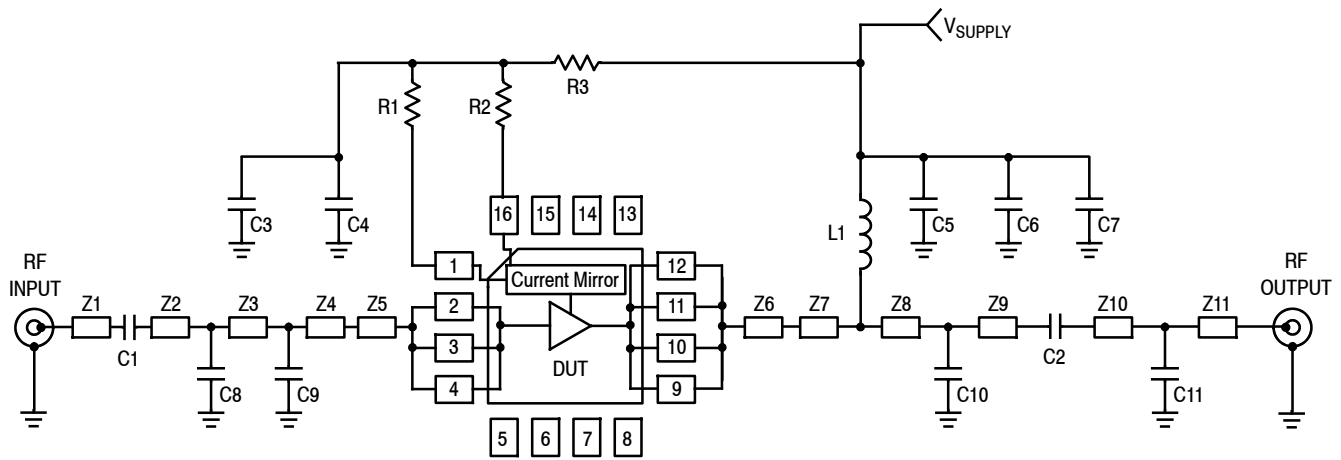 V_SUPPLY
R1
R2
R3
C3
C4
16
15
14
13
L1
C5
C6
C7
RF
INPUT
1
Current Mirror
12
RF
OUTPUT
Z1
Z2
Z3
Z4
Z5
2
11
Z6
Z7
Z8
Z9
Z10
Z11
C1
3
10
C2
DUT
C8
C9
4
9
C10
C11
5
6
7
8